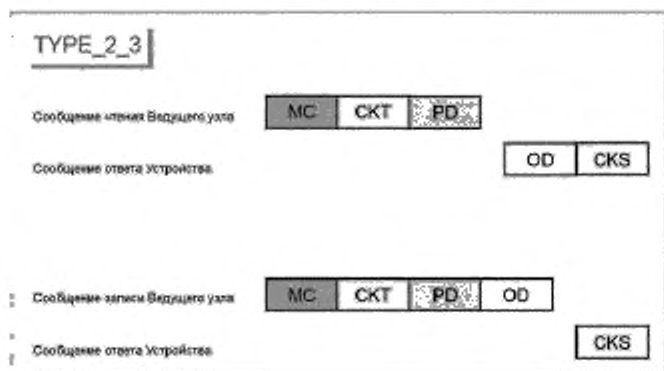 TYPE_2_3
Сообщение чтения Ведущего узла MC CKT PD
Сообщение ответа Устройства OD CKS
Сообщение записи Ведущего узла MC CKT PD OD
Сообщение ответа Устройства CKS